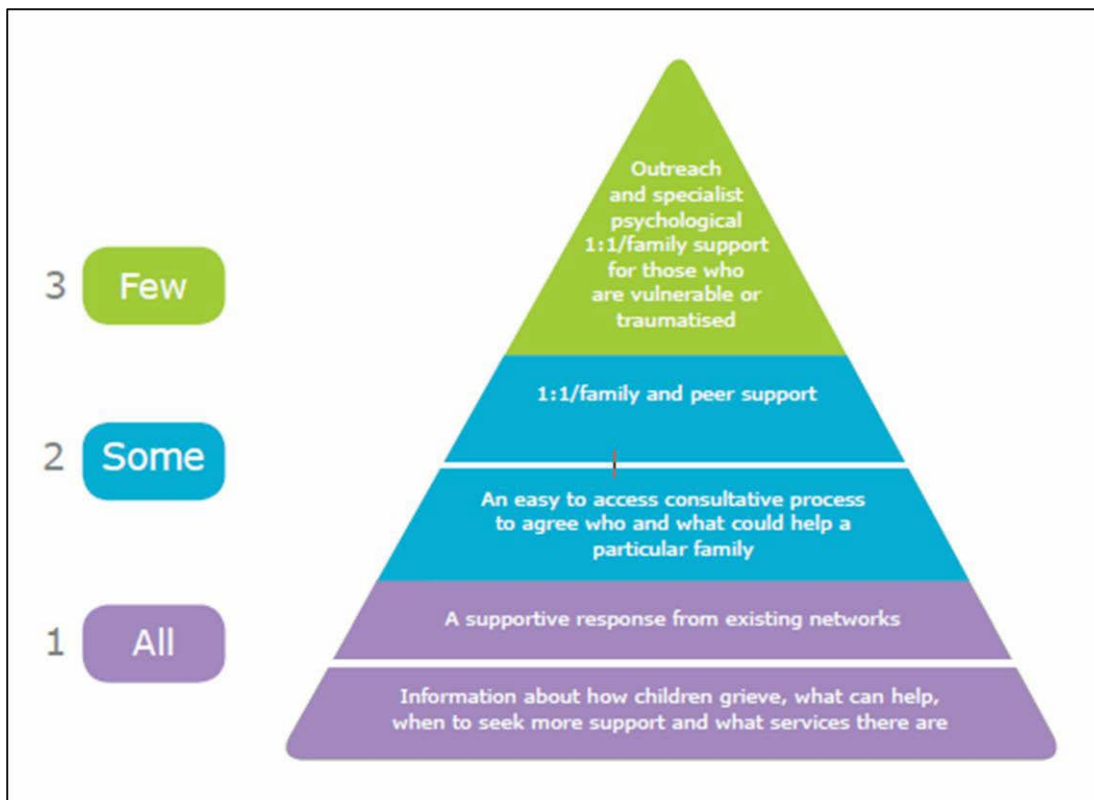 Outreach
and specialist
psychological
1:1/family support
for those who
are vulnerable or
traumatised
3 Few
1:1/family and peer support
2 Some
An easy to access consultative process
to agree who and what could help a
particular family
A supportive response from existing networks
1 All
Information about how children grieve, what can help,
when to seek more support and what services there are